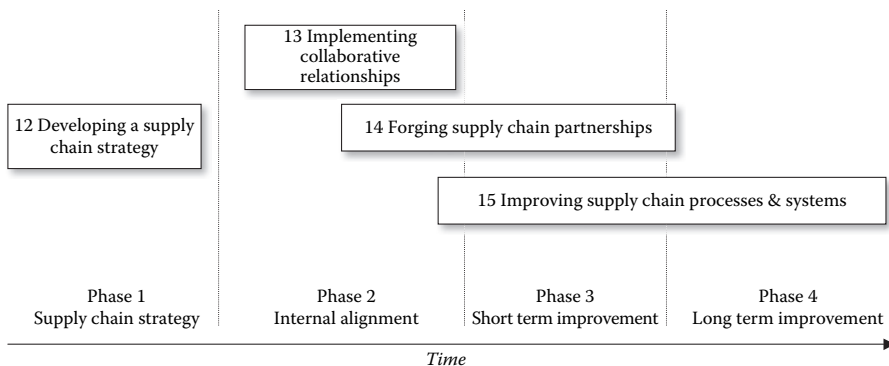 13 Implementing
collaborative
relationships
12 Developing a supply
chain strategy
14 Forging supply chain partnerships
15 Improving supply chain processes & systems
Phase 1
Supply chain strategy
Phase 2
Internal alignment
Phase 3
Short term improvement
Phase 4
Long term improvement
Time